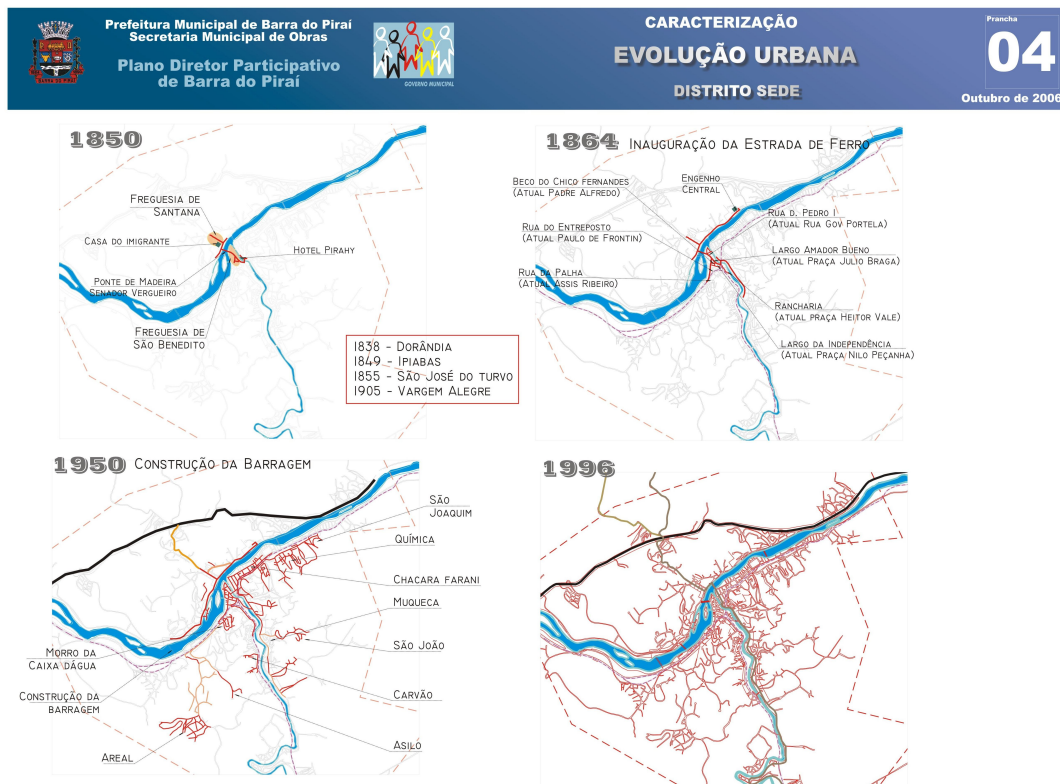 Prefeitura Municipal de Barra do Piraí
Secretaria Municipal de Obras
Plano Diretor Participativo
de Barra do Piraí
BARRA DO PIRAÍ
GOVERNO MUNICIPAL
CARACTERIZAÇÃO
EVOLUÇÃO URBANA
DISTRITO SEDE
Prancha
04
Outubro de 2006
1850
FREGUESIA DE
SANTANA
CASA DO IMIGRANTE
HOTEL PIRAHY
PONTE DE MADEIRA
SENADOR VERGUEIRO
FREGUESIA DE
SÃO BENEDITO
1838 - DORÂNDIA
1849 - IPIABAS
1855 - SÃO JOSÉ DO TURVO
1905 - VARGEM ALEGRE
1864 INAUGURAÇÃO DA ESTRADA DE FERRO
BECO DO CHICO FERNANDES
(ATUAL PADRE ALFREDO)
ENGENHO
CENTRAL
RUA D. PEDRO I
(ATUAL RUA GOV PORTELA)
RUA DO ENTREPOSTO
(ATUAL PAULO DE FRONTIN)
LARGO AMADOR BUENO
(ATUAL PRAÇA JULIO BRAGA)
RUA DA PALHA
(ATUAL ASSIS RIBEIRO)
RANCHARIA
(ATUAL PRAÇA HEITOR VALE)
LARGO DA INDEPENDÊNCIA
(ATUAL PRAÇA NILO PEÇANHA)
1950 CONSTRUÇÃO DA BARRAGEM
SÃO
JOAQUIM
QUÍMICA
CHACARA FARANI
MUQUECA
SÃO JOÃO
MORRO DA
CAIXA DÁGUA
CARVÃO
CONSTRUÇÃO DA
BARRAGEM
ASILO
AREAL
1996